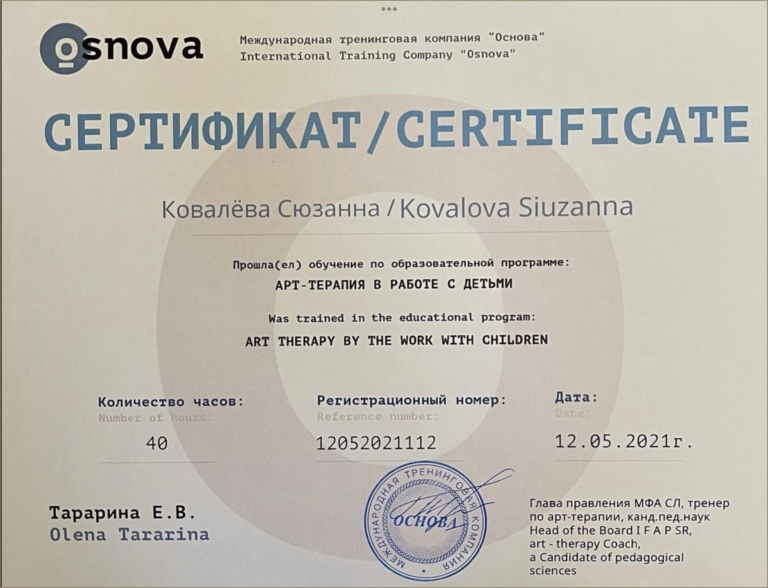 osnova
Международная тренинговая компания "Основа"
International Training Company "Osnova"
СЕРТИФИКАТ/CERTIFICATE
Ковалёва Сюзанна / Kovalova Siuzanna
Прошла(ел) обучение по образовательной программе:
АРТ-ТЕРАПИЯ В РАБОТЕ С ДЕТЬМИ
Was trained in the educational program:
ART THERAPY BY THE WORK WITH CHILDREN
Количество часов:
Number of hours:
40
Регистрационный номер:
Reference number:
12052021112
Дата:
Date:
12.05.2021г.
Тарарина Е.В.
Olena Tararina
МЕЖДУНАРОДНАЯ ТРЕНИНГОВАЯ КОМПАНИЯ
ОСНОВА
Глава правления МФА СЛ, тренер
по арт-терапии, канд.пед.наук
Head of the Board I F A P SR,
art - therapy Coach,
a Candidate of pedagogical
sciences